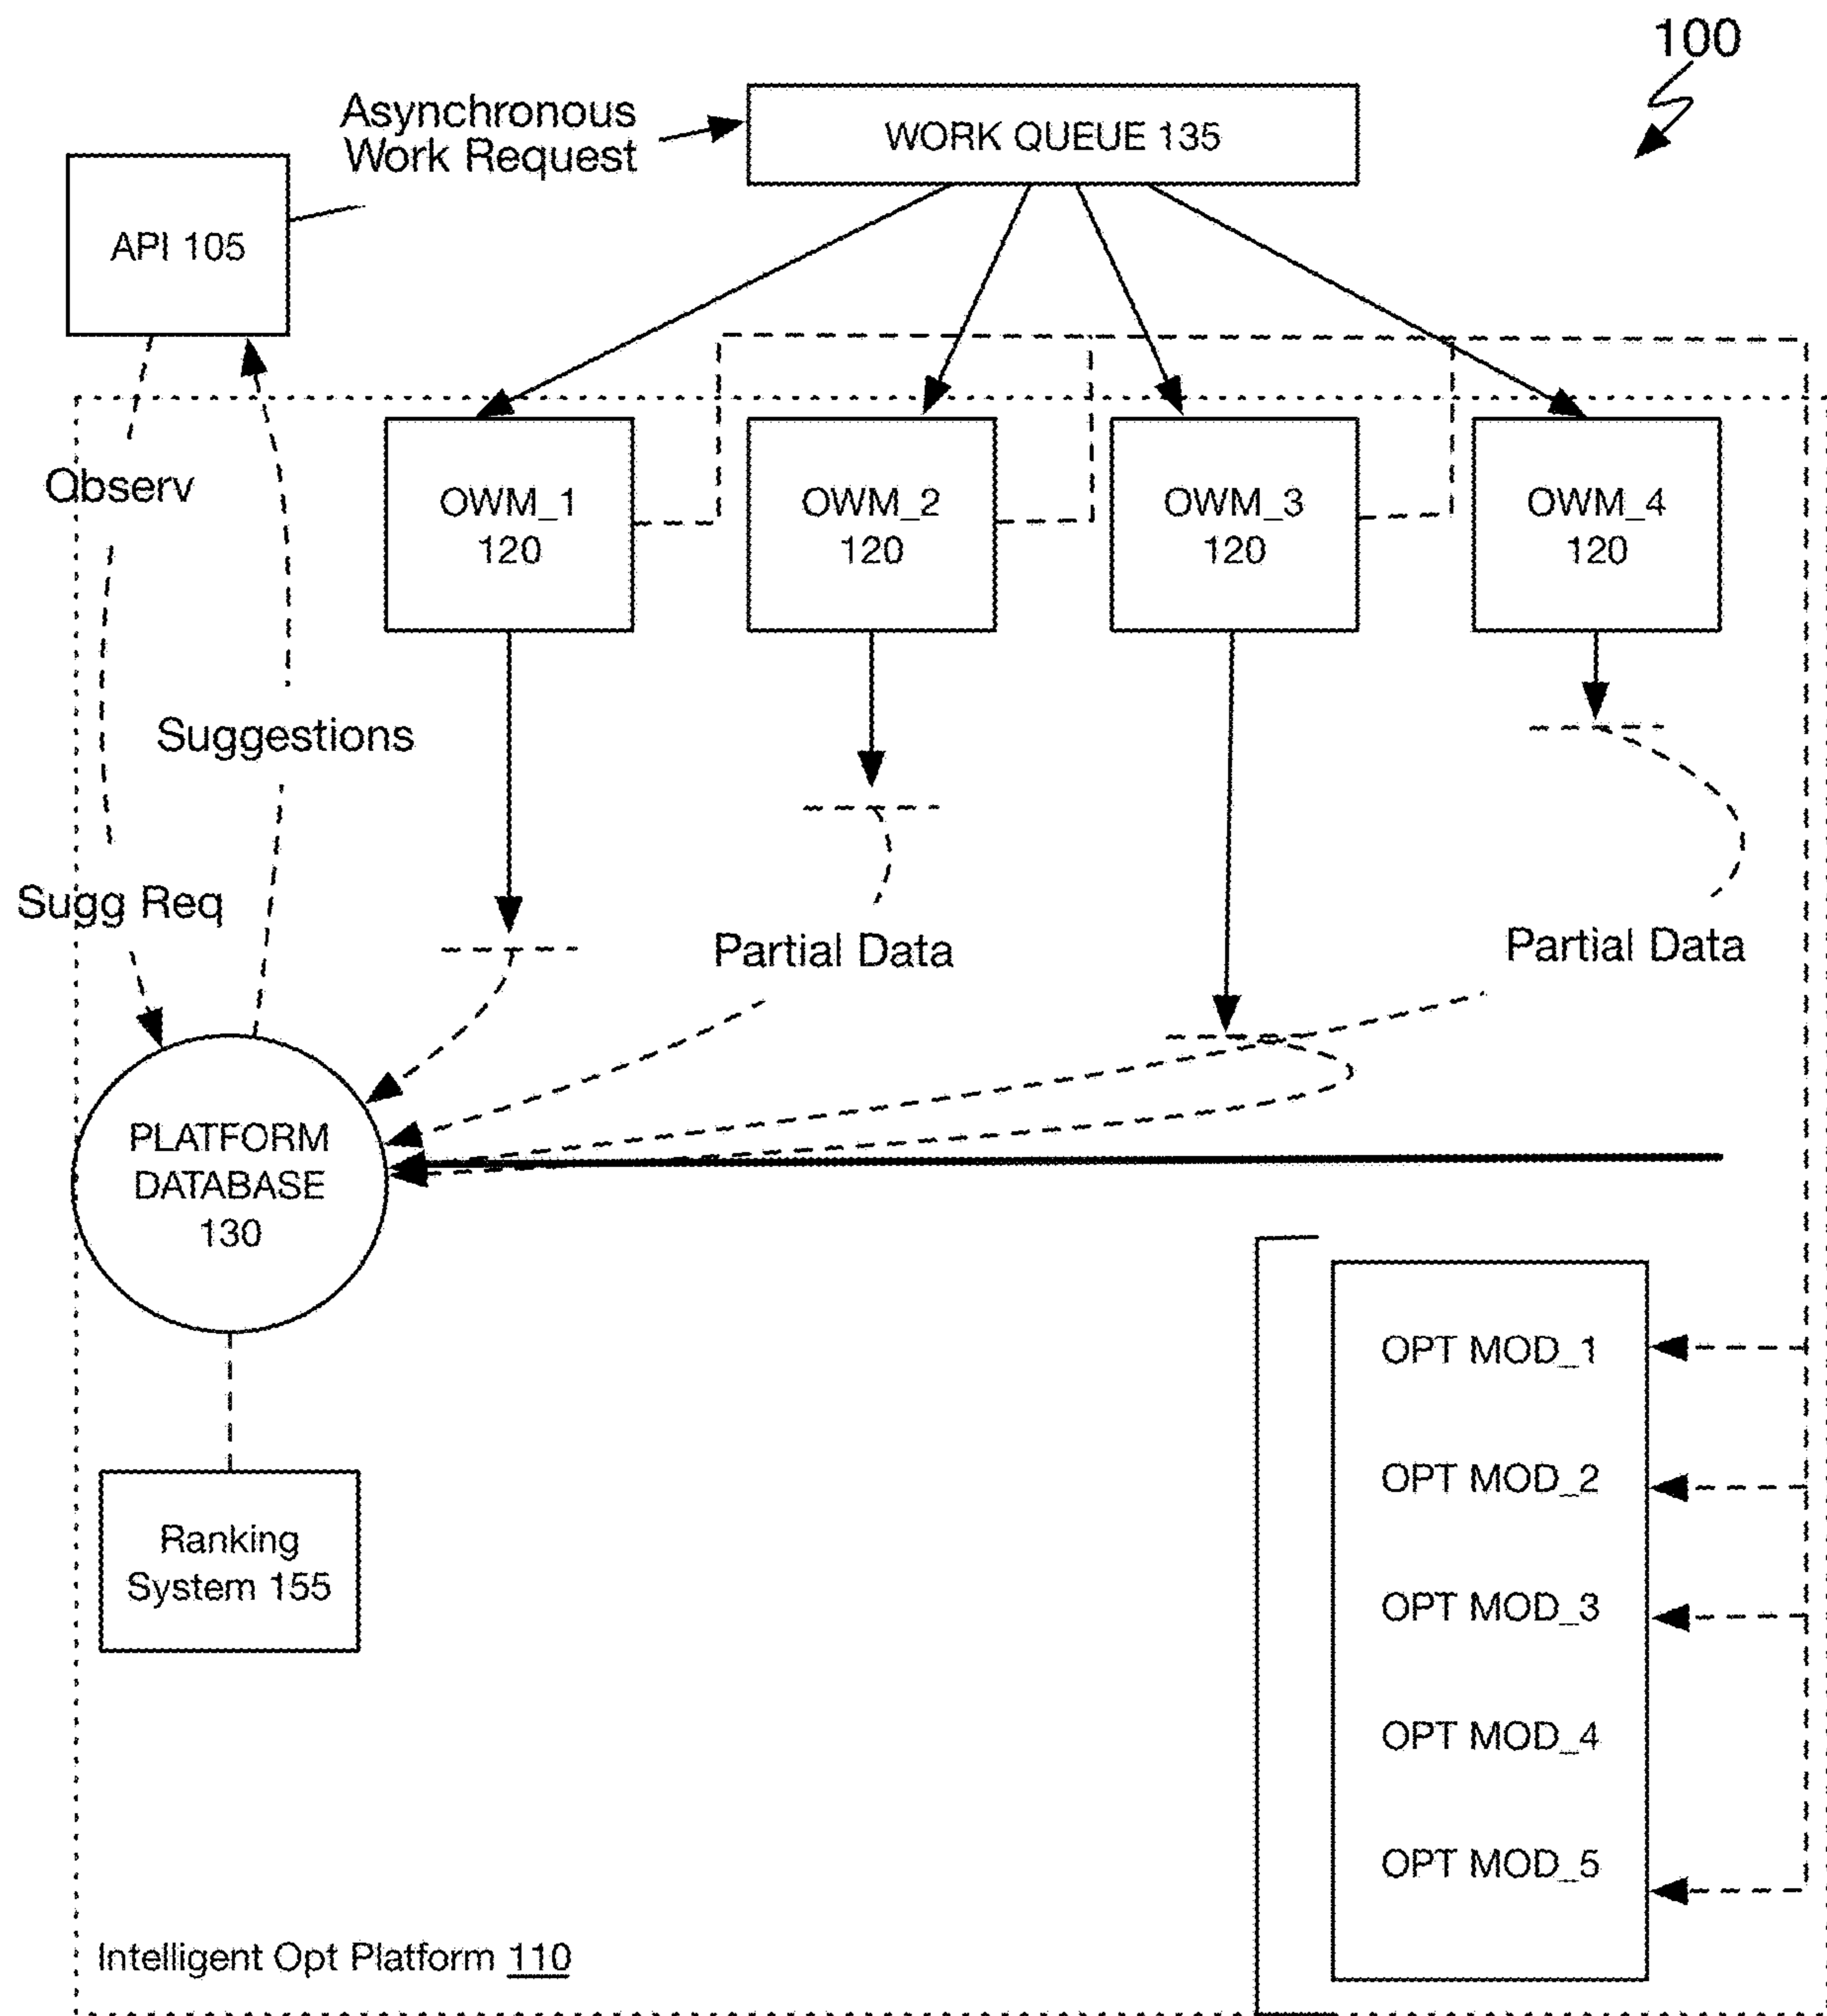 100
Asynchronous
Work Request
WORK QUEUE 135
API 105
Observ
OWM_1
120
OWM_2
120
OWM_3
120
OWM_4
120
Suggestions
Sugg Req
Partial Data
Partial Data
PLATFORM
DATABASE
130
OPT MOD_1
OPT MOD_2
OPT MOD_3
OPT MOD_4
OPT MOD_5
Ranking
System 155
Intelligent Opt Platform 110